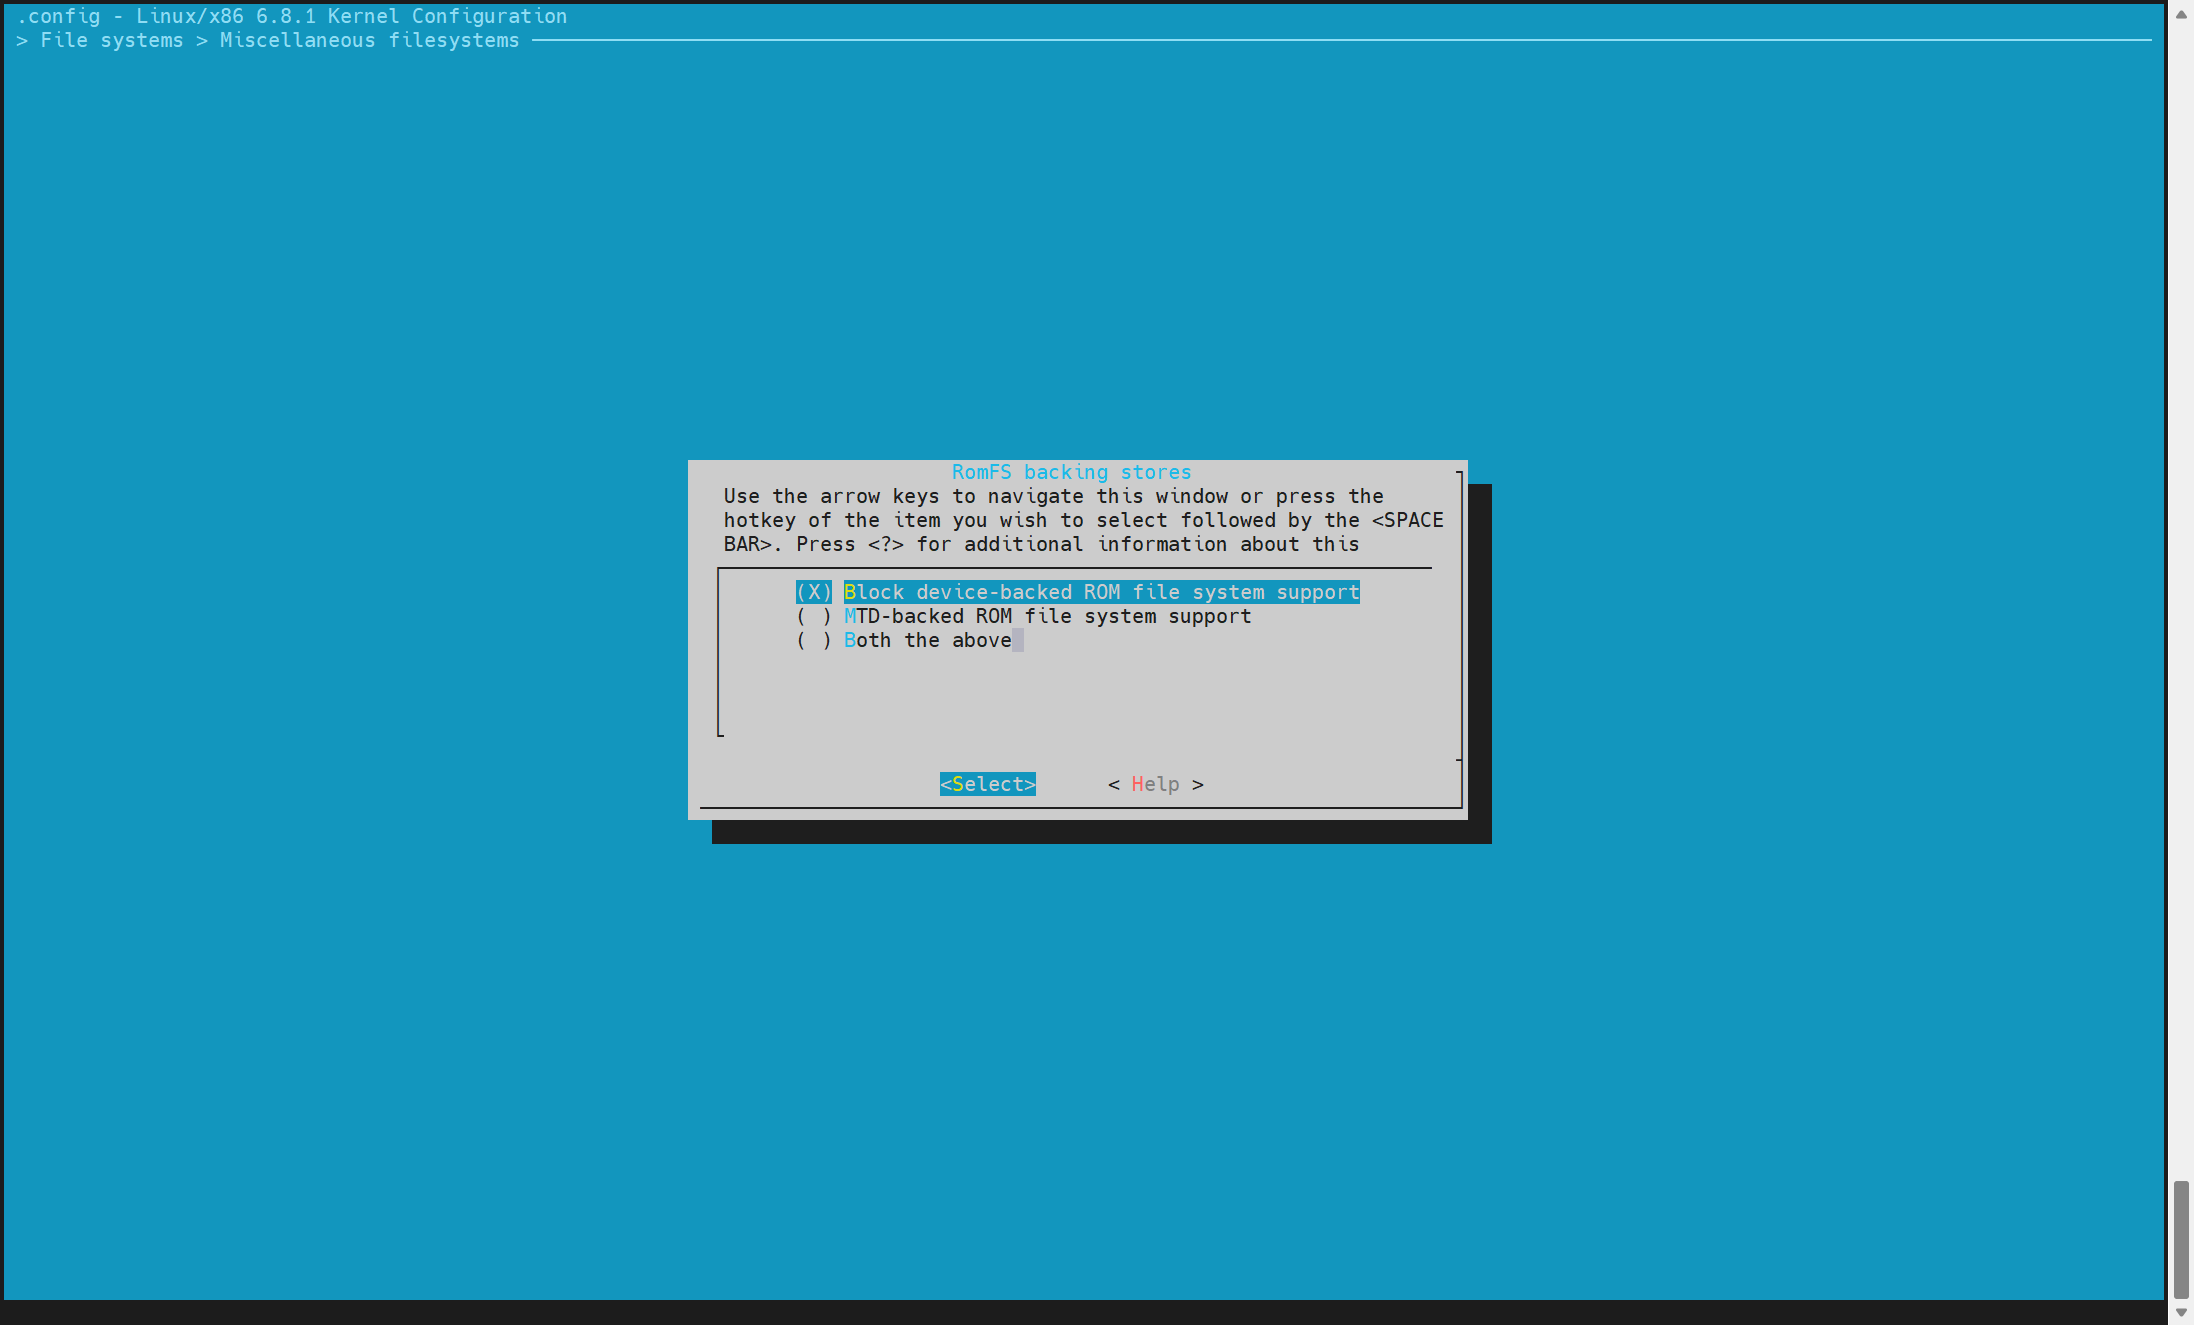 .config - Linux/x86 6.8.1 Kernel Configuration
> File systems > Miscellaneous filesystems
RomFS backing stores
Use the arrow keys to navigate this window or press the
hotkey of the item you wish to select followed by the <SPACE
BAR>. Press <?> for additional information about this
(X) Block device-backed ROM file system support
( ) MTD-backed ROM file system support
( ) Both the above
<Select> < Help >